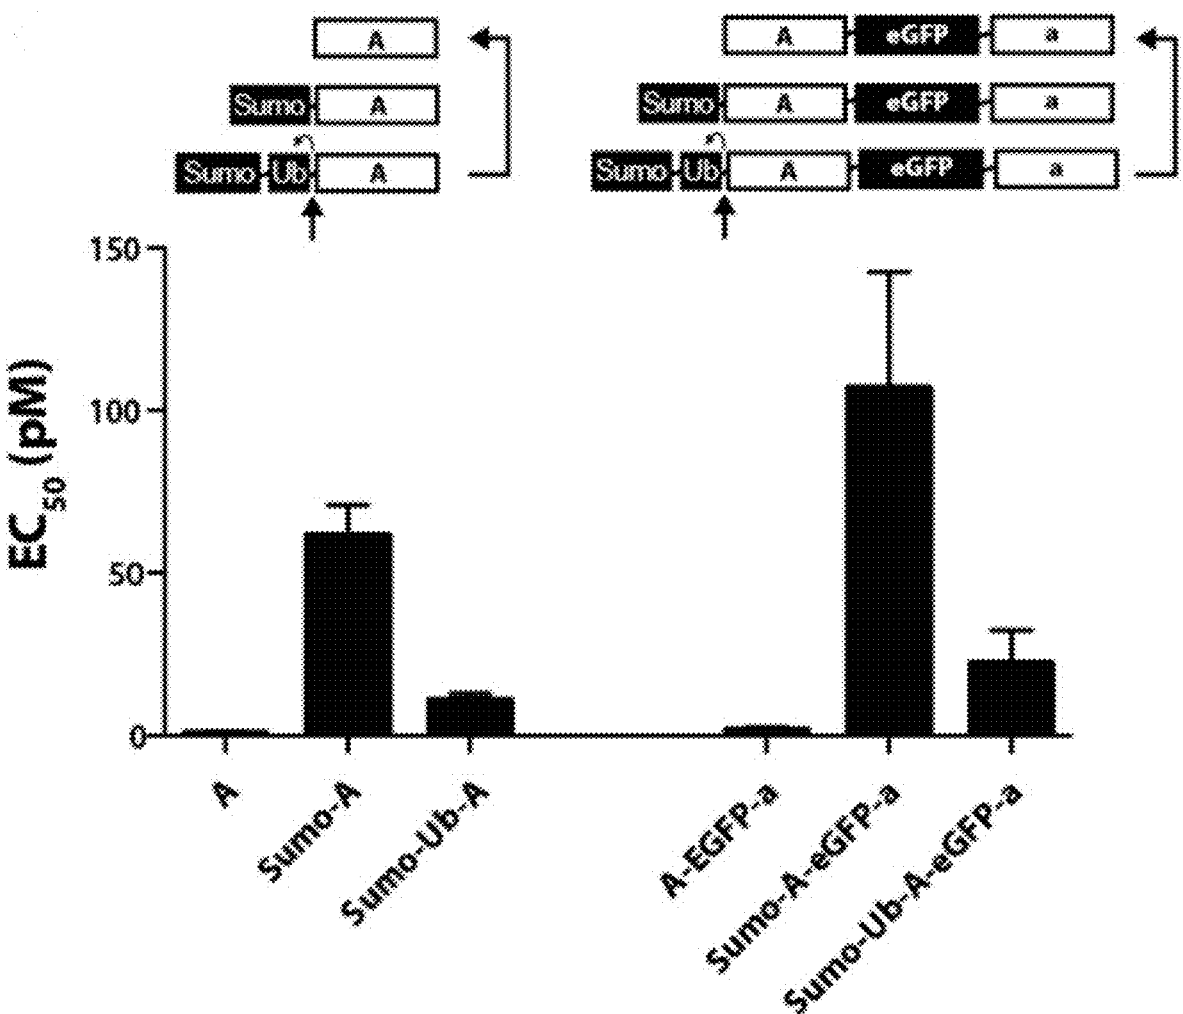 A
A eGFP a
Sumo A
Sumo A eGFP a
Sumo Ub A
Sumo Ub A eGFP a
150
100
50
0
EC50 (pM)
A
Sumo-A
Sumo-Ub-A
A-EGFP-a
Sumo-A-eGFP-a
Sumo-Ub-A-eGFP-a